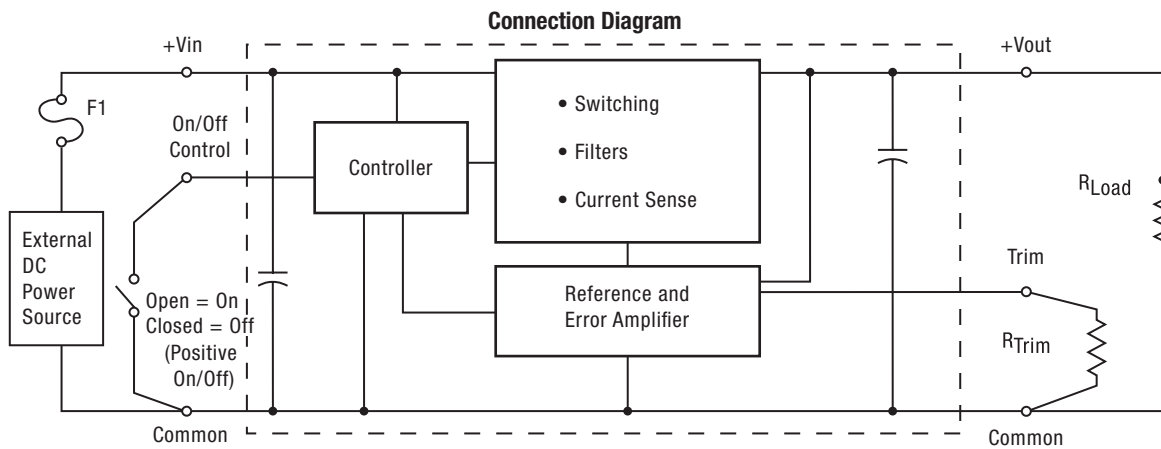 Connection Diagram
+Vin
+Vout
F1
On/Off
Control
Controller
• Switching
• Filters
• Current Sense
RLoad
External
DC
Power
Source
Open = On
Closed = Off
(Positive
On/Off)
Reference and
Error Amplifier
Trim
RTrim
Common
Common